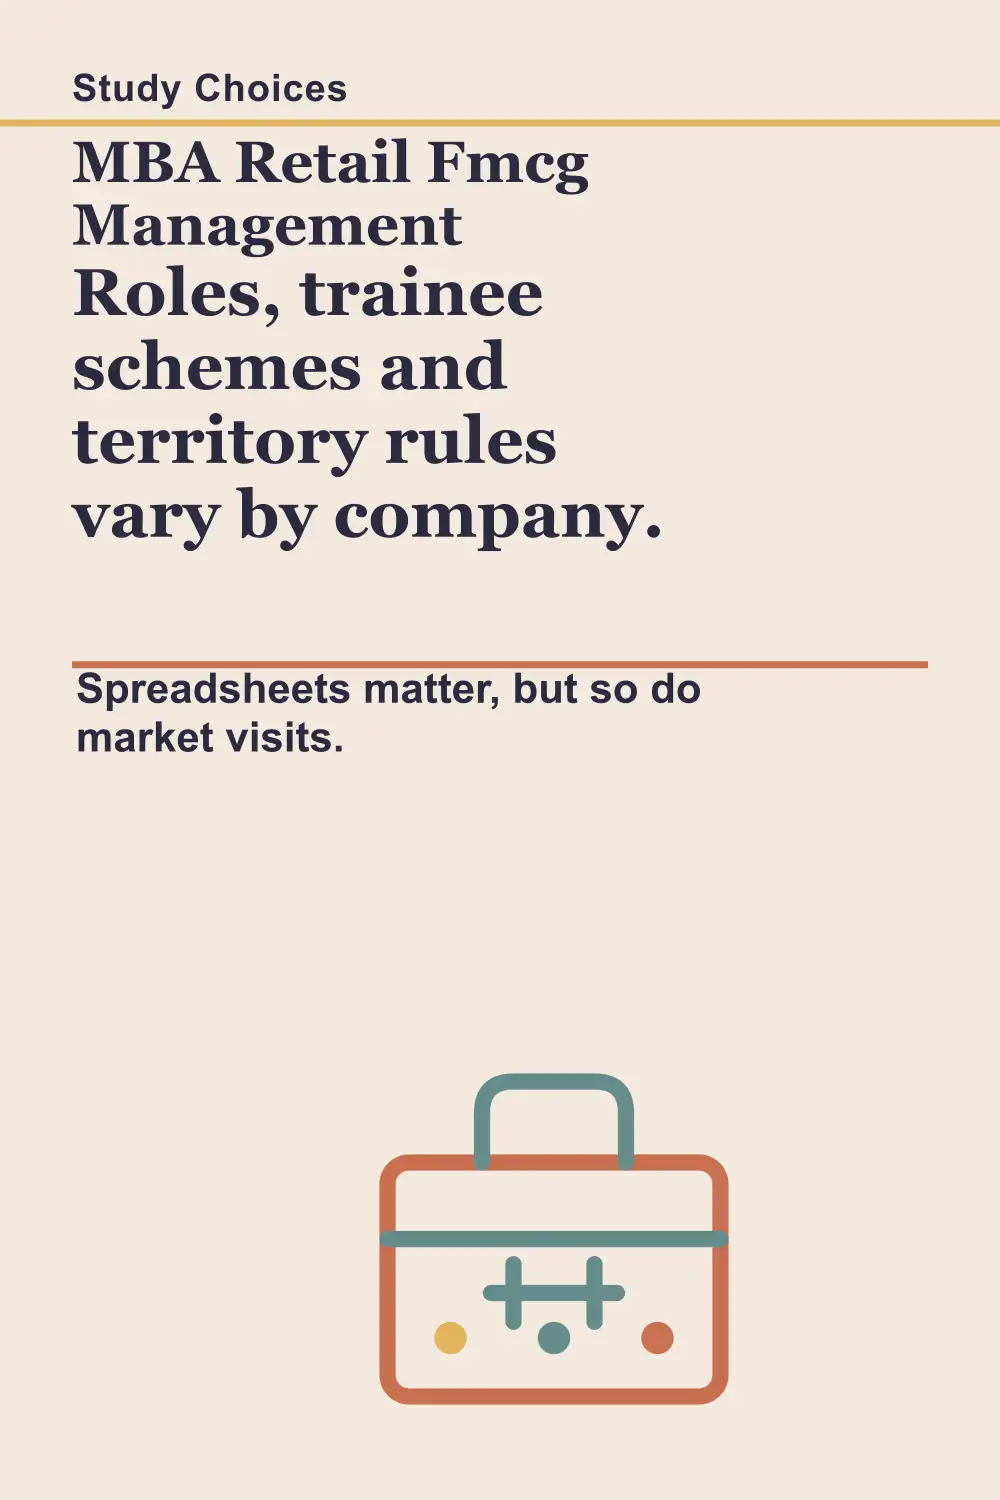 Study Choices
MBA Retail Fmcg
Management
Roles, trainee
schemes and
territory rules
vary by company.
Spreadsheets matter, but so do
market visits.